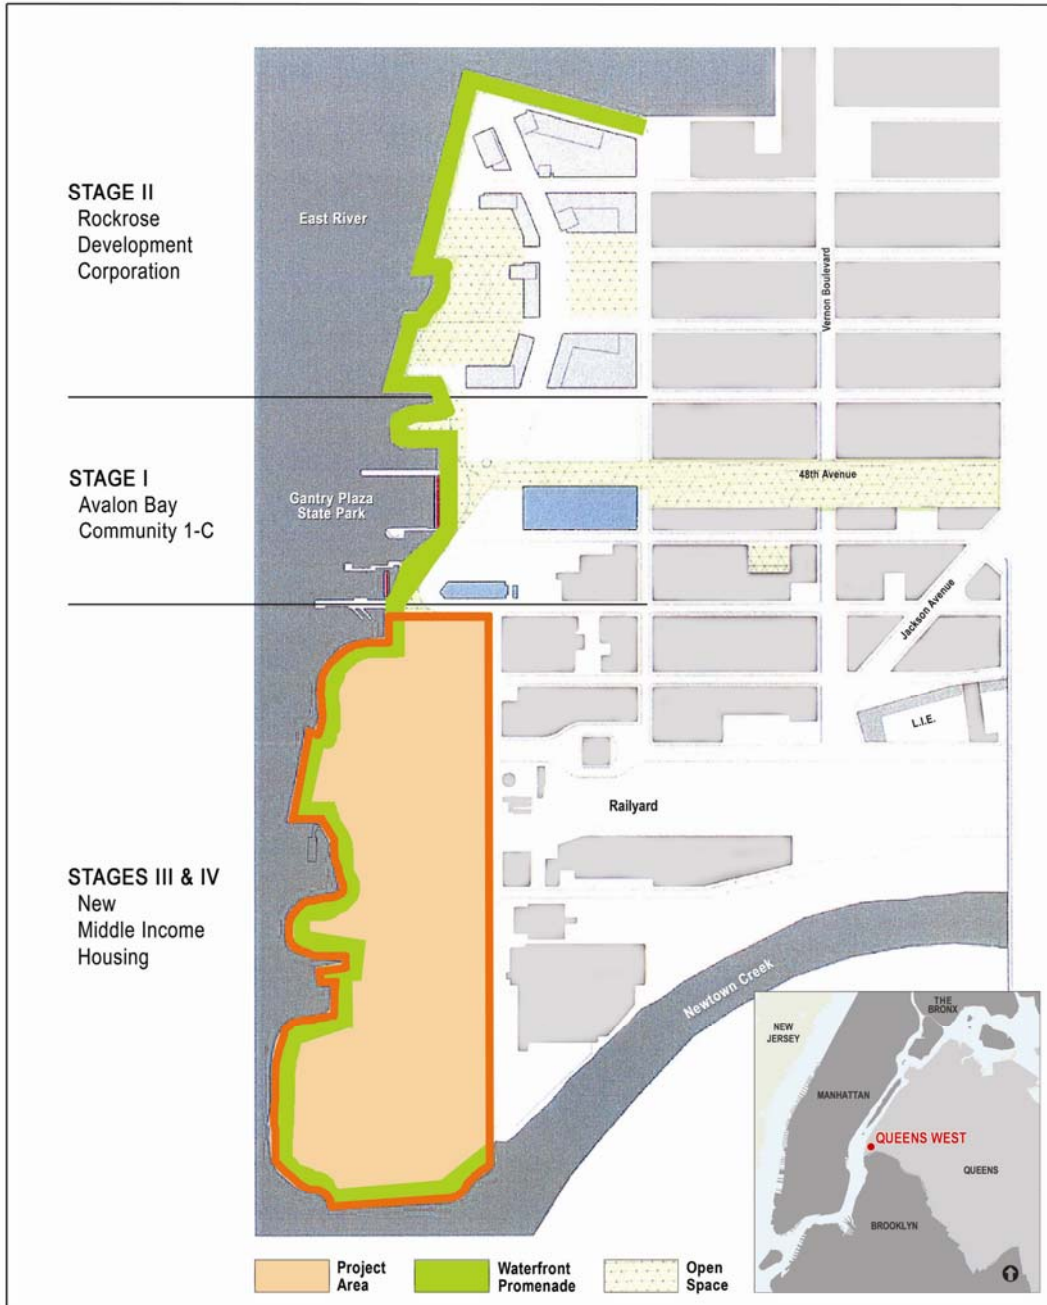 STAGE II
Rockrose
Development
Corporation
East River
Vernon Boulevard
STAGE I
Avalon Bay
Community 1-C
Gantry Plaza
State Park
48th Avenue
Jackson Avenue
L.I.E.
STAGES III & IV
New
Middle Income
Housing
Railyard
Newtown Creek
NEW
JERSEY
THE
BRONX
MANHATTAN
QUEENS WEST
QUEENS
BROOKLYN
Project
Area
Waterfront
Promenade
Open
Space